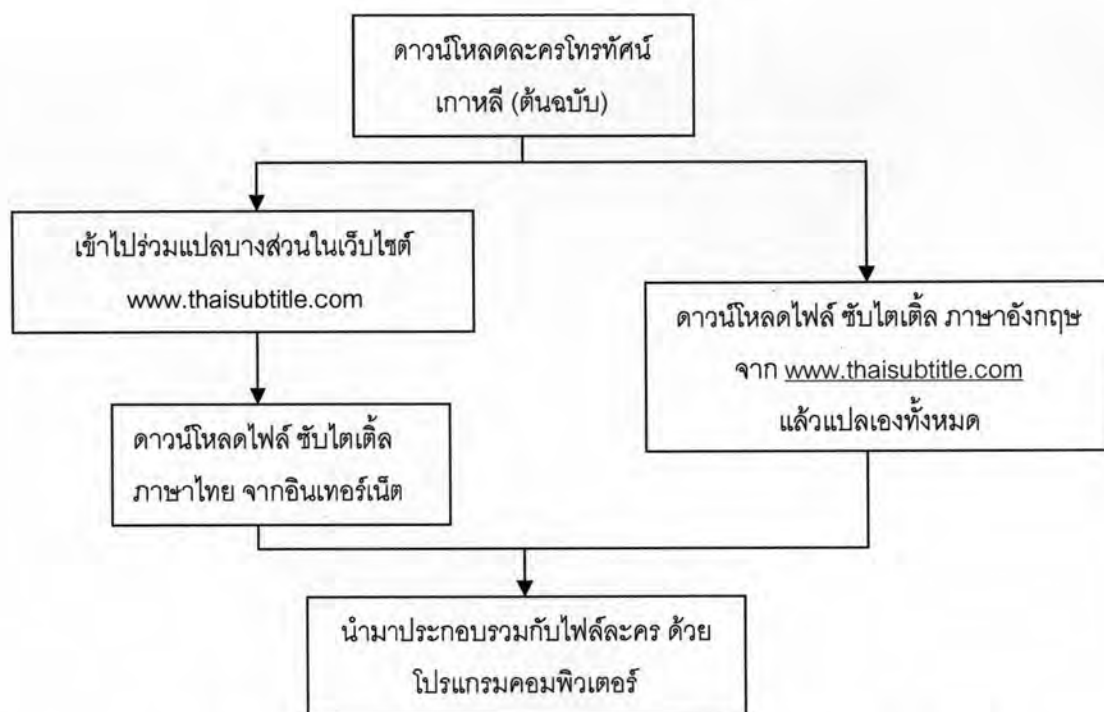 ดาวน์โหลดละครโทรทัศน์
เกาหลี (ต้นฉบับ)
เข้าไปร่วมแปลบางส่วนในเว็บไซต์
www.thaisubtitle.com
ดาวน์โหลดไฟล์ ซับไตเติ้ล
ภาษาไทย จากอินเทอร์เน็ต
ดาวน์โหลดไฟล์ ซับไตเติ้ล ภาษาอังกฤษ
จาก www.thaisubtitle.com
แล้วแปลเองทั้งหมด
นำมาประกอบรวมกับไฟล์ละคร ด้วย
โปรแกรมคอมพิวเตอร์